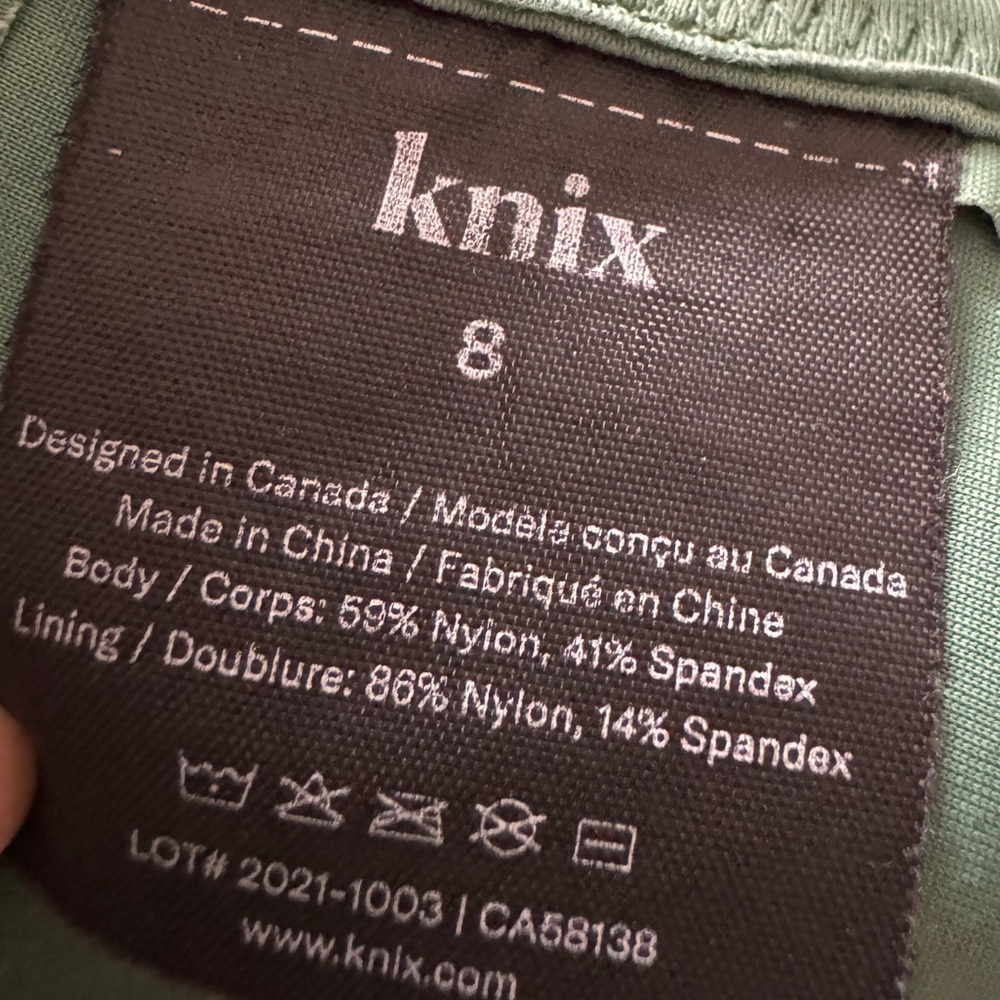 knix
8
Designed in Canada / Modèle conçu au Canada
Made in China / Fabriqué en Chine
Body / Corps: 59% Nylon, 41% Spandex
Lining / Doublure: 86% Nylon, 14% Spandex
LOT# 2021-1003 | CA58138
www.knix.com